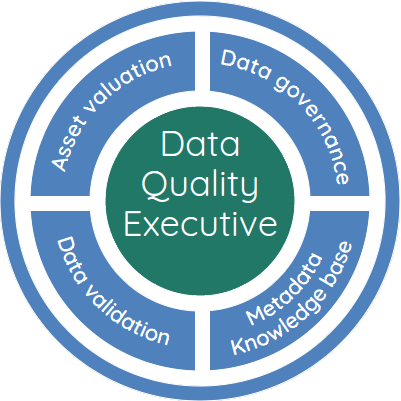 Asset valuation
Data governance
Data
Quality
Executive
Data validation
Metadata
Knowledge base